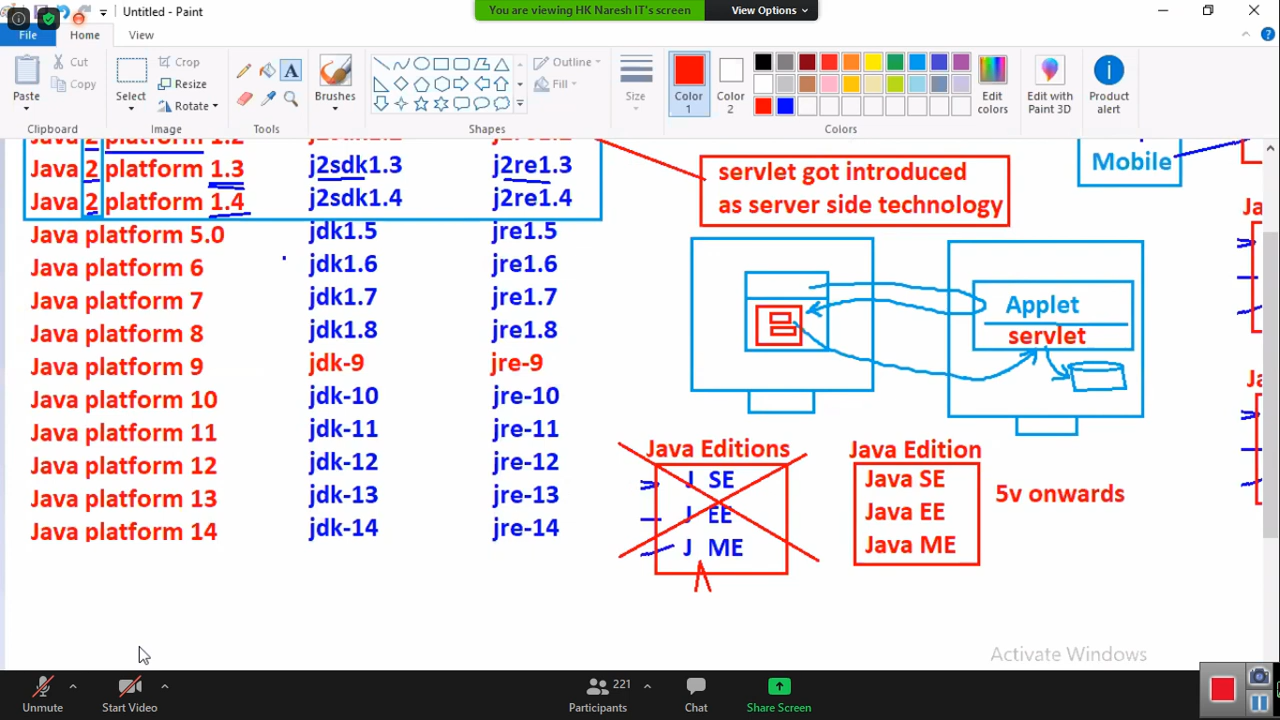 Untitled - Paint
You are viewing HK Naresh IT's screen
View Options
File
Home
View
Paste
Cut
Copy
Clipboard
Select
Crop
Resize
Rotate
Image
Tools
Brushes
Outline
Fill
Shapes
Size
Color
1
Color
2
Edit
colors
Colors
Edit with
Paint 3D
Product
alert
Java 2 platform 1.2
Java 2 platform 1.3 j2sdk1.3 j2re1.3
Java 2 platform 1.4 j2sdk1.4 j2re1.4
Java platform 5.0 jdk1.5 jre1.5
Java platform 6 jdk1.6 jre1.6
Java platform 7 jdk1.7 jre1.7
Java platform 8 jdk1.8 jre1.8
Java platform 9 jdk-9 jre-9
Java platform 10 jdk-10 jre-10
Java platform 11 jdk-11 jre-11
Java platform 12 jdk-12 jre-12
Java platform 13 jdk-13 jre-13
Java platform 14 jdk-14 jre-14
servlet got introduced
as server side technology
Mobile
Ja
Applet
servlet
Ja
Java Editions
J SE
J EE
J ME
Java Edition
Java SE
Java EE
Java ME
5v onwards
Activate Windows
Unmute
Start Video
221
Participants
Chat
Share Screen